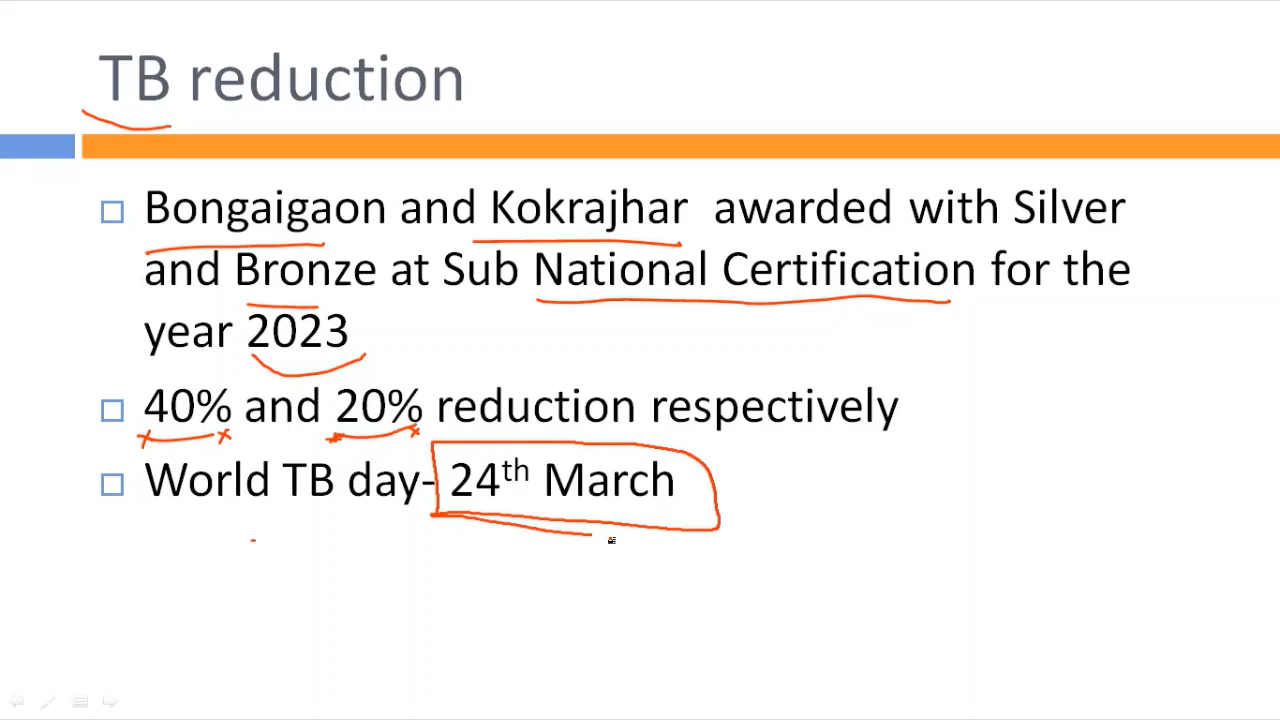 TB reduction
Bongaigaon and Kokrajhar awarded with Silver
and Bronze at Sub National Certification for the
year 2023
40% and 20% reduction respectively
World TB day- 24th March